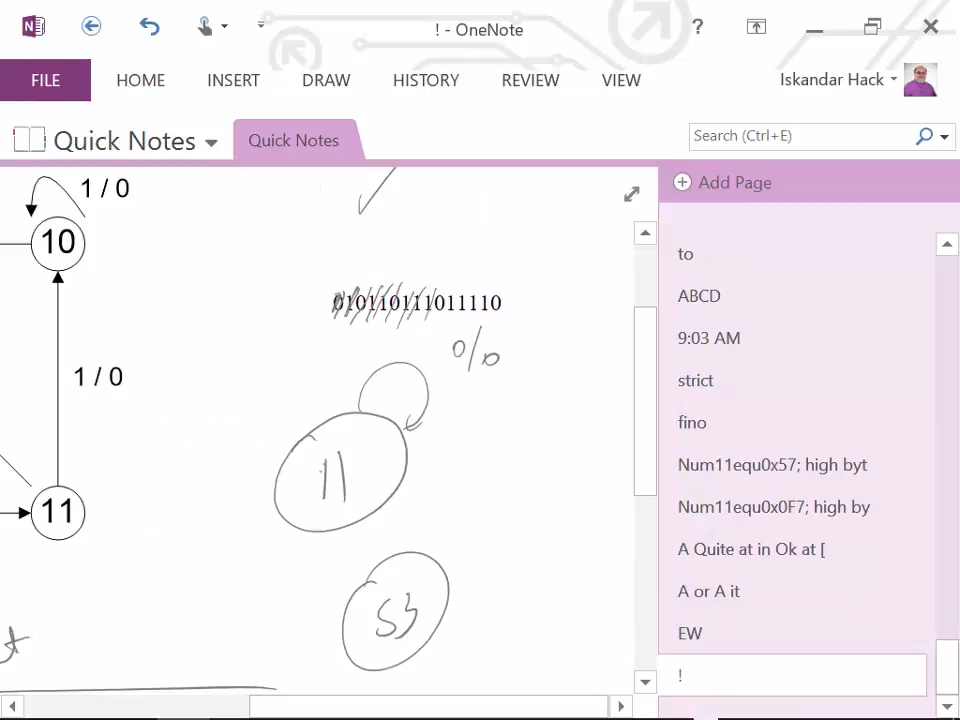 ! - OneNote
?
FILE HOME INSERT DRAW HISTORY REVIEW VIEW
Iskandar Hack
Quick Notes
Quick Notes
Search (Ctrl+E)
Add Page
1 / 0
10
010110111011110
0/0
1 / 0
11
11
S3
to
ABCD
9:03 AM
strict
fino
Num11equ0x57; high byt
Num11equ0x0F7; high by
A Quite at in Ok at [
A or A it
EW
!